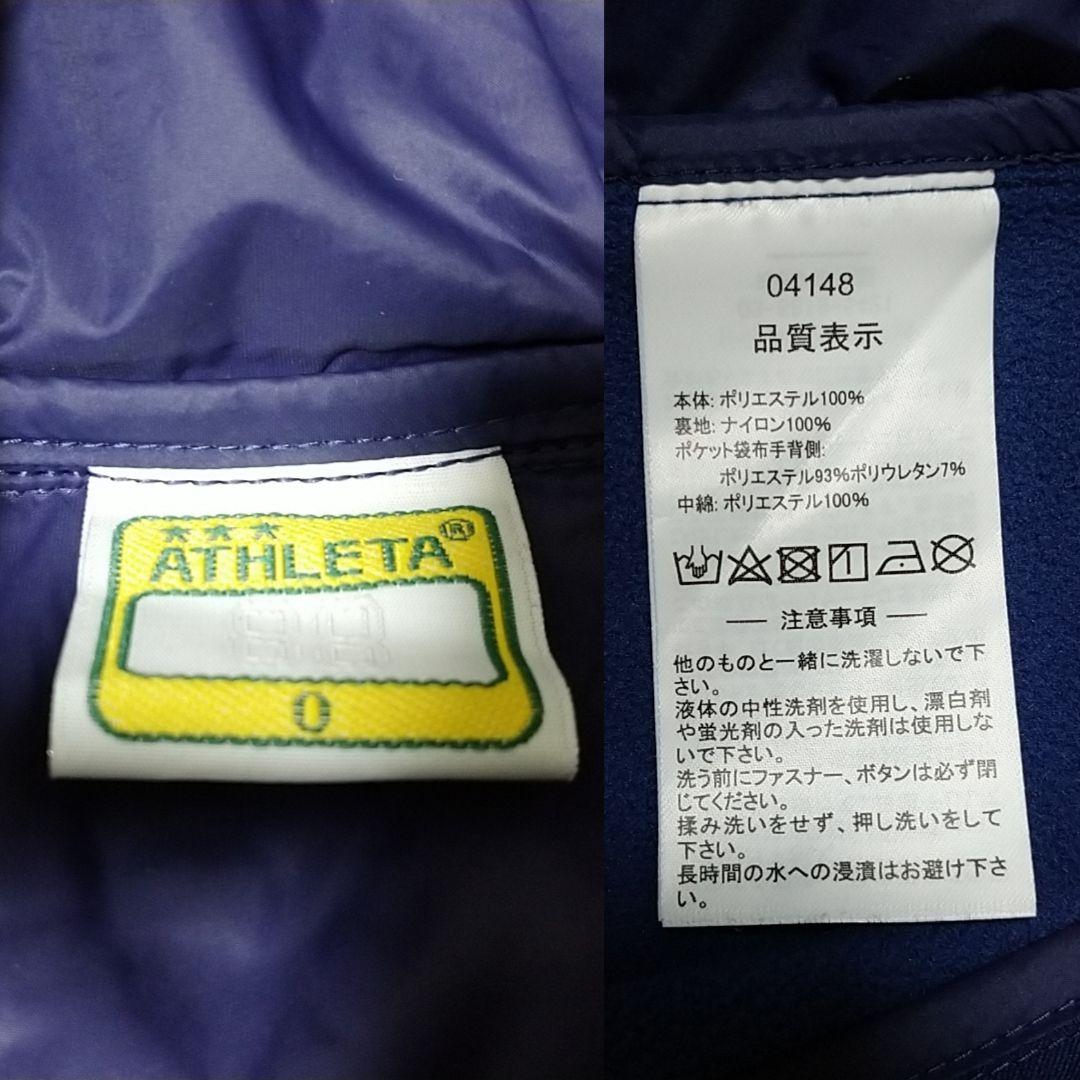 ATHLETA®
O
04148
品質表示
本体: ポリエステル100%
裏地: ナイロン100%
ポケット袋布手背側:
ポリエステル93%ポリウレタン7%
中綿: ポリエステル100%
注意事項
他のものと一緒に洗濯しないで下
さい。
液体の中性洗剤を使用し、漂白剤
や蛍光剤の入った洗剤は使用しな
いで下さい。
洗う前にファスナー、ボタンは必ず閉
じてください。
揉み洗いをせず、押し洗いをして
下さい。
長時間の水への浸漬はお避け下さ
い。